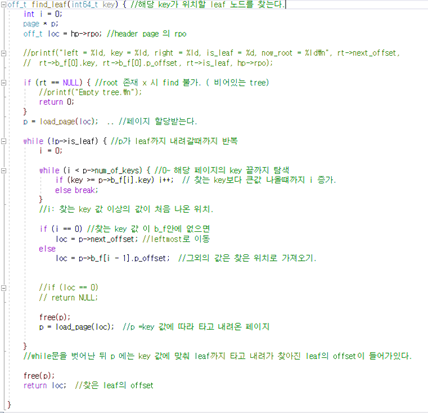 off_t find_leaf(int64_t key) { //해당 key가 위치할 leaf 노드를 찾는다.
int i = 0;
page * p;
off_t loc = hp->rpo; //header page 의 rpo
//printf("left = %ld, key = %ld, right = %ld, is_leaf = %d, now_root = %ld\n", rt->next_offset,
// rt->b_f[0].key, rt->b_f[0].p_offset, rt->is_leaf, hp->rpo);
if (rt == NULL) { //root 존재 x 시 find 불가. ( 비어있는 tree)
//printf("Empty tree.\n");
return 0;
}
p = load_page(loc); .. //페이지 할당받는다.
while (!p->is_leaf) { //p가 leaf까지 내려갈때까지 반복
i = 0;
while (i < p->num_of_keys) { //0~ 해당 페이지의 key 끝까지 탐색
if (key >= p->b_f[i].key) i++; // 찾는 key보다 큰값 나올때까지 i 증가.
else break;
}
//i: 찾는 key 값 이상의 값이 처음 나온 위치.
if (i == 0) //찾는 key 값 이 b_f안에 없으면
loc = p->next_offset; //leftmost로 이동
else
loc = p->b_f[i - 1].p_offset; //그외의 값은 찾은 위치로 가져오기.
//if (loc == 0)
// return NULL;
free(p);
p = load_page(loc); //p =key 값에 따라 타고 내려온 페이지
}
//while문을 벗어난 뒤 p 에는 key 값에 맞춰 leaf까지 타고 내려가 찾아진 leaf의 offset이 들어가있다.
free(p);
return loc; //찾은 leaf의 offset
}